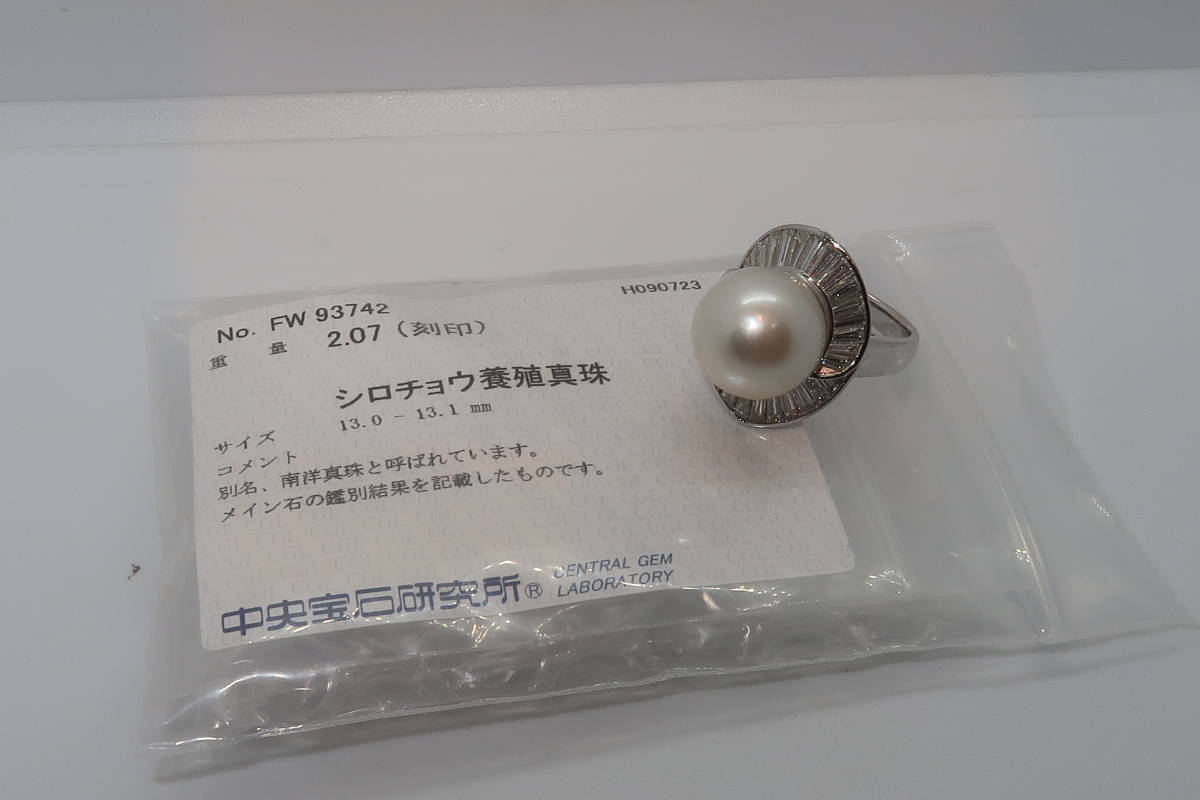 No. FW 93742
H090723
重 量 2.07 (刻印)
シロチョウ養殖真珠
サイズ 13.0 - 13.1 mm
コメント
別名、南洋真珠と呼ばれています。
メイン石の鑑別結果を記載したものです。
中央宝石研究所® CENTRAL GEM
LABORATORY